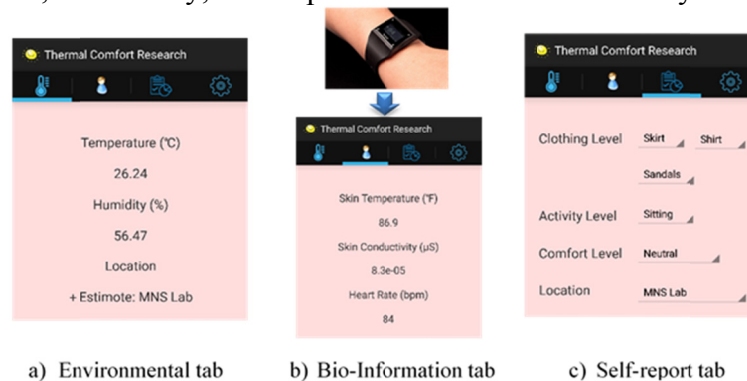 Thermal Comfort Research
Temperature (°C)
26.24
Humidity (%)
56.47
Location
+ Estimote: MNS Lab
Thermal Comfort Research
Skin Temperature (°F)
86.9
Skin Conductivity (µS)
8.3e-05
Heart Rate (bpm)
84
Thermal Comfort Research
Clothing Level Skirt Shirt
Sandals
Activity Level Sitting
Comfort Level Neutral
Location MNS Lab
a) Environmental tab
b) Bio-Information tab
c) Self-report tab